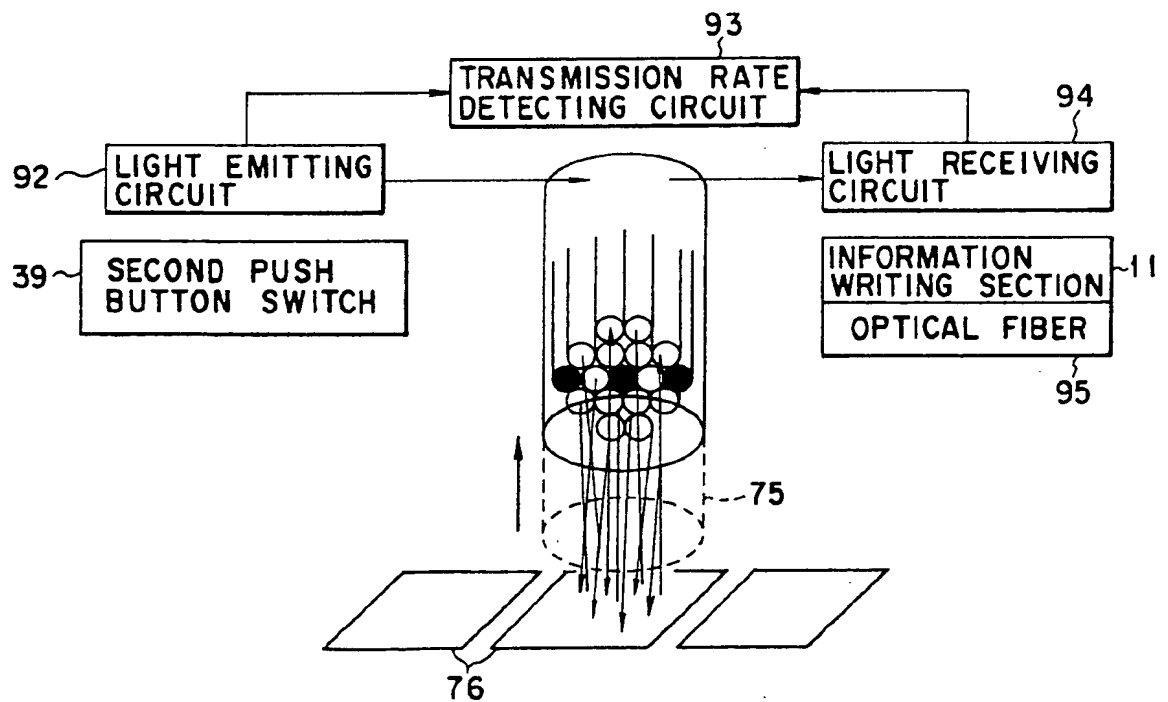 93
TRANSMISSION RATE
DETECTING CIRCUIT
94
92
LIGHT EMITTING
CIRCUIT
LIGHT RECEIVING
CIRCUIT
39
SECOND PUSH
BUTTON SWITCH
INFORMATION
WRITING SECTION
11
OPTICAL FIBER
95
75
76